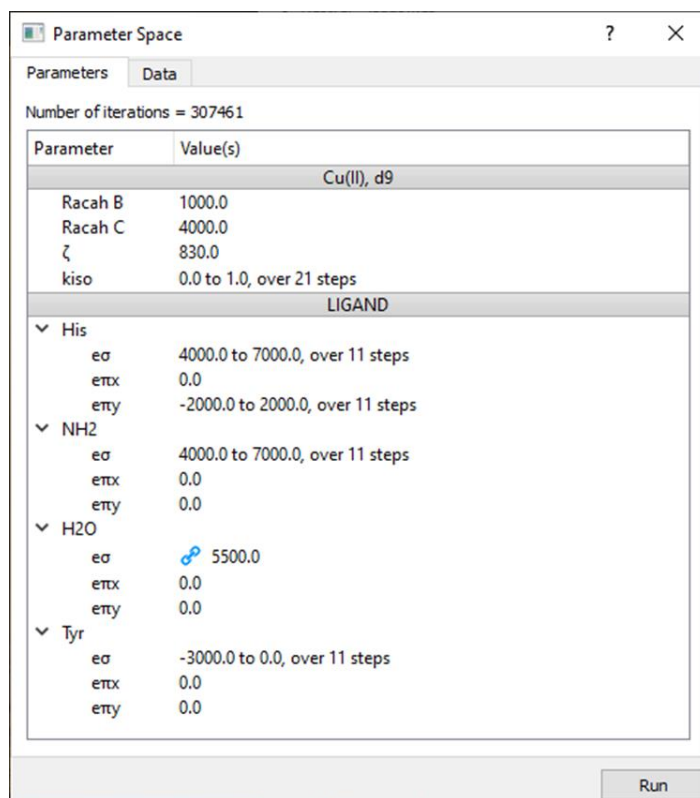 Parameter Space ? ×
Parameters Data
Number of iterations = 307461
Parameter Value(s)
Cu(II), d9
Racah B 1000.0
Racah C 4000.0
ζ 830.0
kiso 0.0 to 1.0, over 21 steps
LIGAND
His
eσ 4000.0 to 7000.0, over 11 steps
eπx 0.0
eπy -2000.0 to 2000.0, over 11 steps
NH2
eσ 4000.0 to 7000.0, over 11 steps
eπx 0.0
eπy 0.0
H2O
eσ 5500.0
eπx 0.0
eπy 0.0
Tyr
eσ -3000.0 to 0.0, over 11 steps
eπx 0.0
eπy 0.0
Run